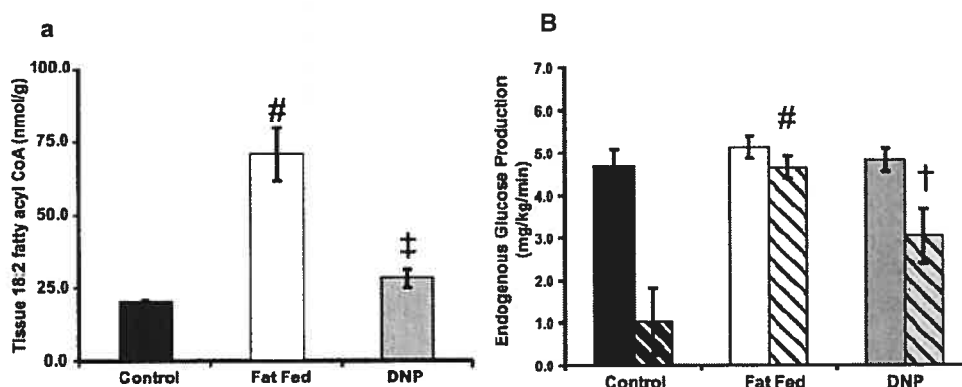 a
Tissue 18:2 fatty acyl CoA (nmol/g)
100.0
75.0
50.0
25.0
0.0
#
‡
Control Fat Fed DNP
B
Endogenous Glucose Production
(mg/kg/min)
7.0
6.0
5.0
4.0
3.0
2.0
1.0
0.0
#
†
Control Fat Fed DNP